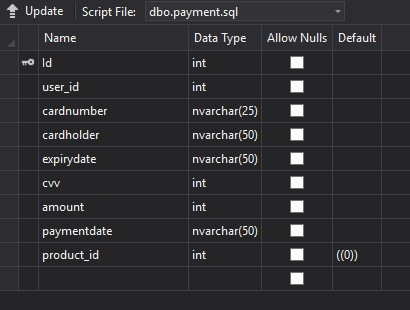 Update Script File: dbo.payment.sql
Name Data Type Allow Nulls Default
Id int
user_id int
cardnumber nvarchar(25)
cardholder nvarchar(50)
expirydate nvarchar(50)
cvv int
amount int
paymentdate nvarchar(50)
product_id int ((0))